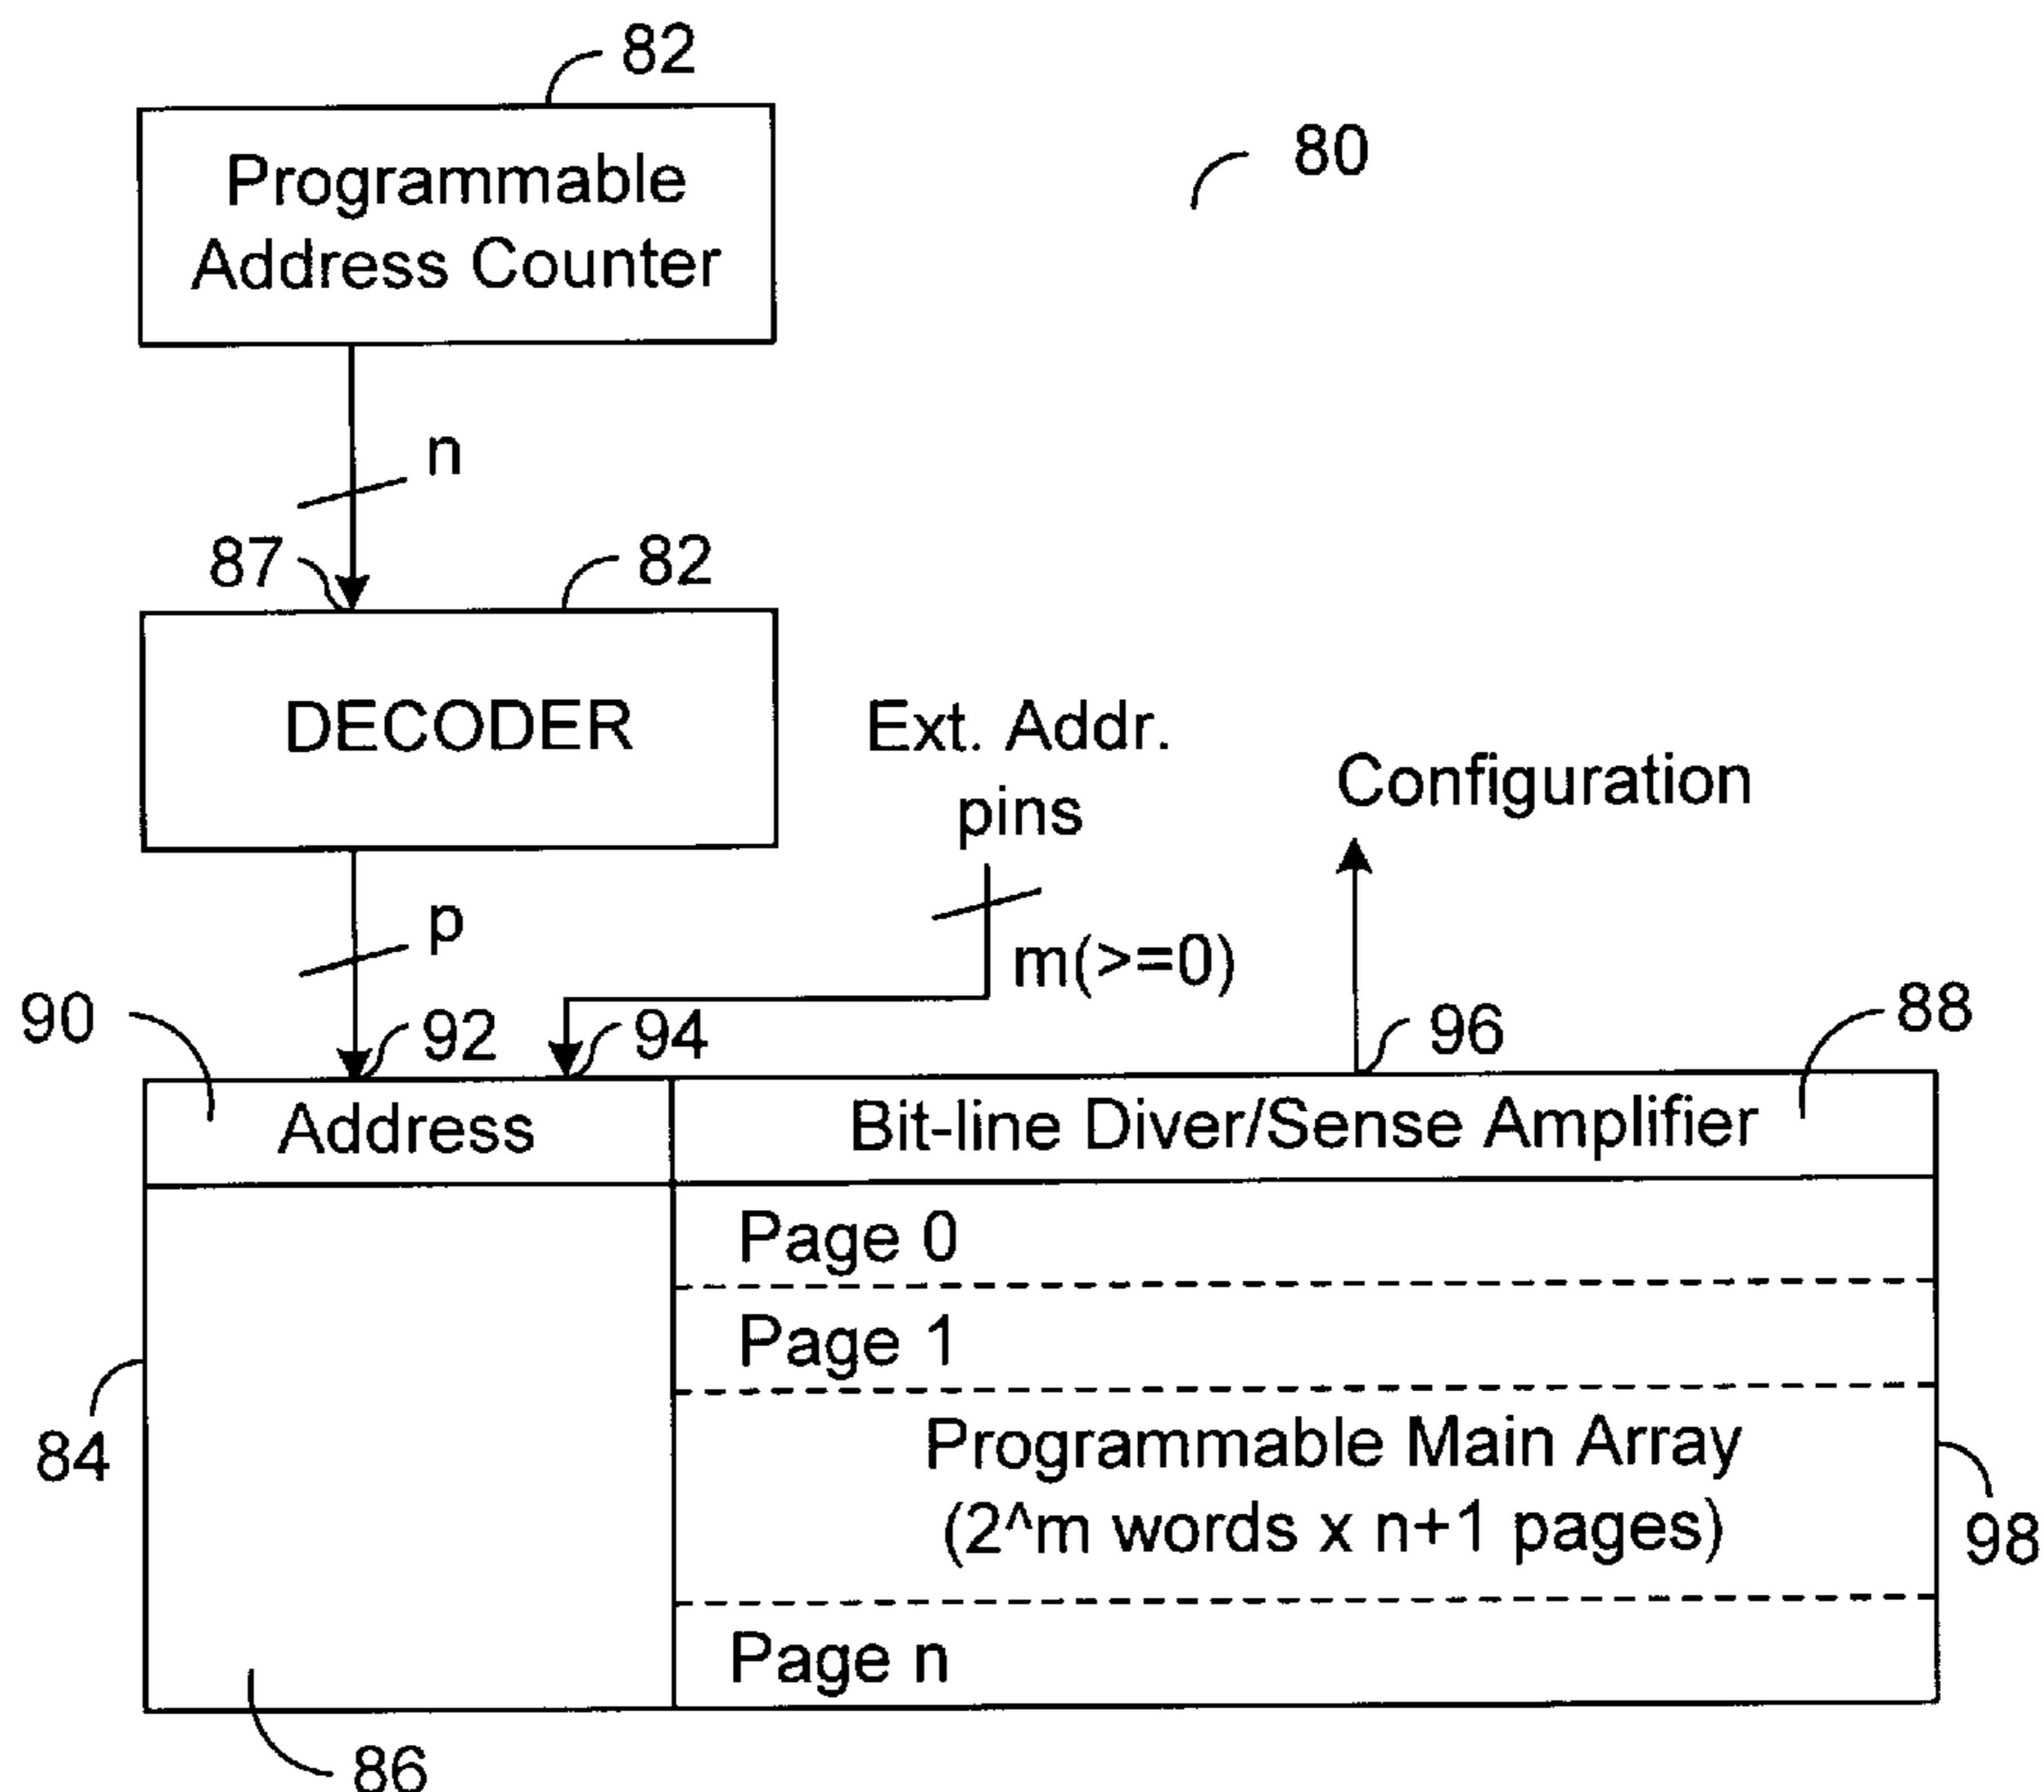 82
80
Programmable
Address Counter
n
87
82
DECODER
Ext. Addr.
pins
Configuration
p
m(>=0)
90
92
94
96
88
Address
Bit-line Diver/Sense Amplifier
Page 0
Page 1
84
Programmable Main Array
(2^m words x n+1 pages)
98
Page n
86